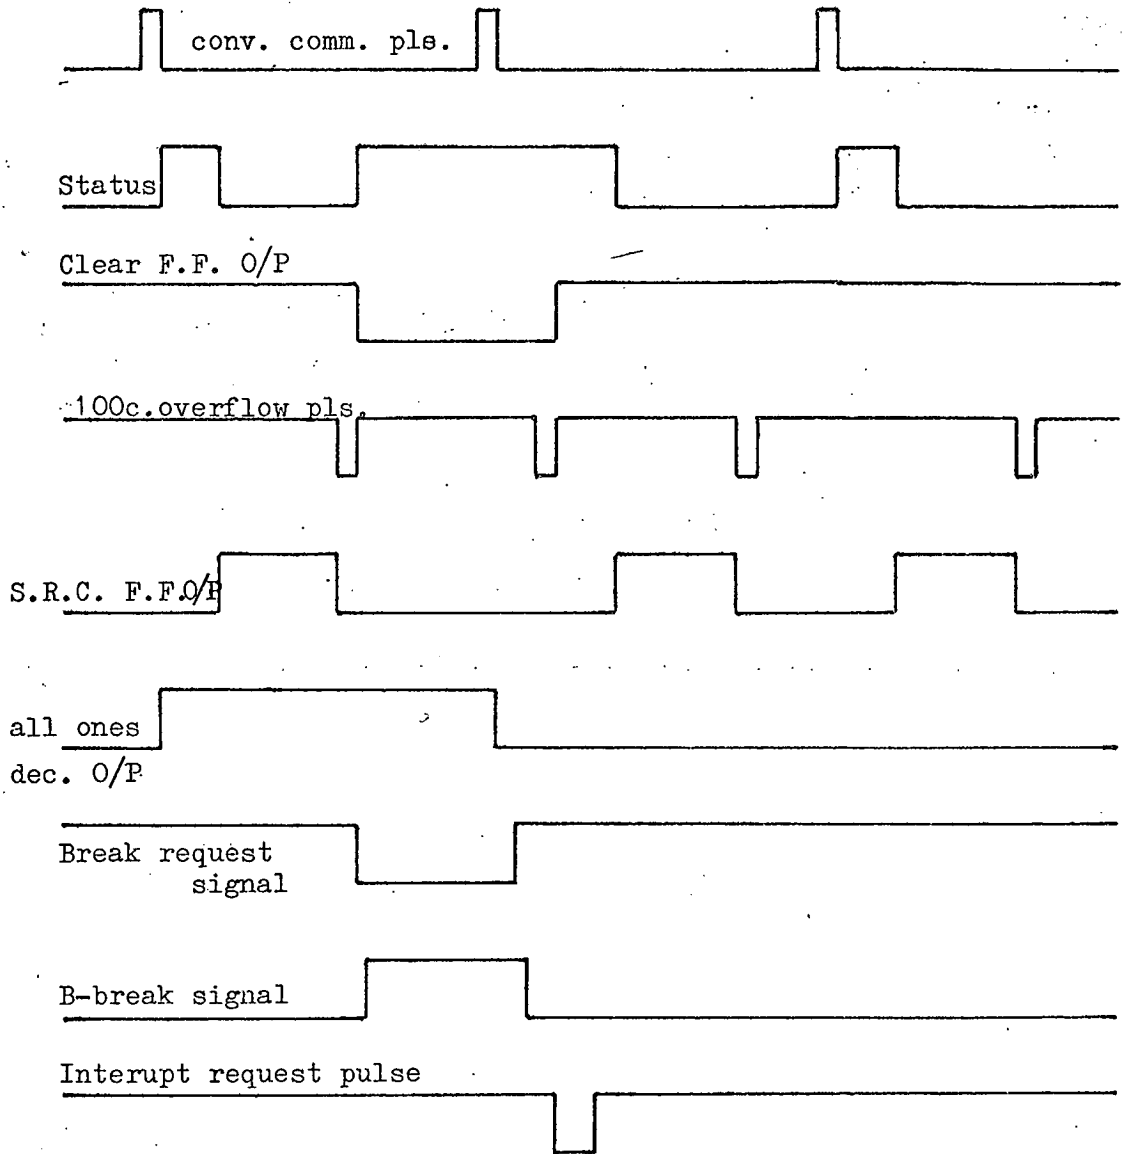 conv. comm. pls.
Status
Clear F.F. O/P
100c.overflow pls.
S.R.C. F.F.O/P
all ones
dec. O/P
Break request
signal
B-break signal
Interupt request pulse